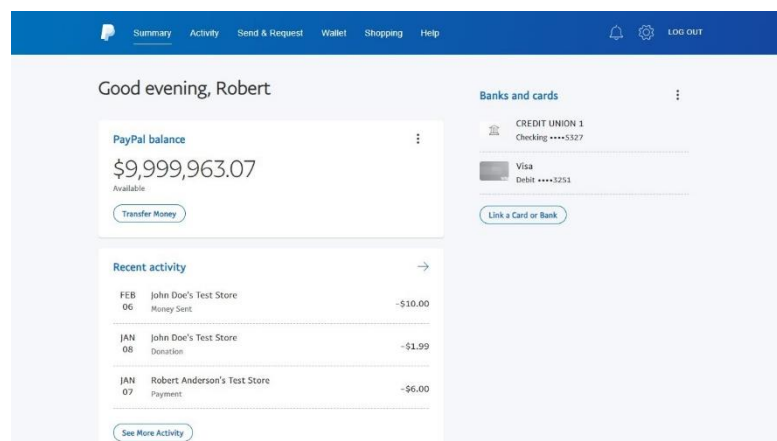 Summary Activity Send & Request Wallet Shopping Help LOG OUT
Good evening, Robert
PayPal balance
$9,999,963.07
Available
Transfer Money
Recent activity
FEB 06 John Doe's Test Store -$10.00
Money Sent
JAN 08 John Doe's Test Store -$1.99
Donation
JAN 07 Robert Anderson's Test Store -$6.00
Payment
See More Activity
Banks and cards
CREDIT UNION 1
Checking ••••5327
Visa
Debit ••••3251
Link a Card or Bank